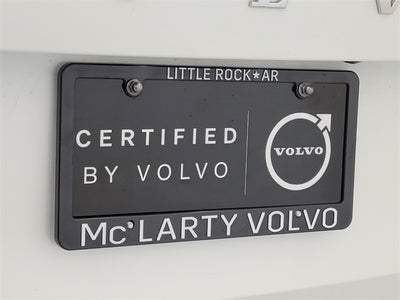 LITTLE ROCK★AR
CERTIFIED
BY VOLVO
VOLVO
Mc LARTY VOLVO